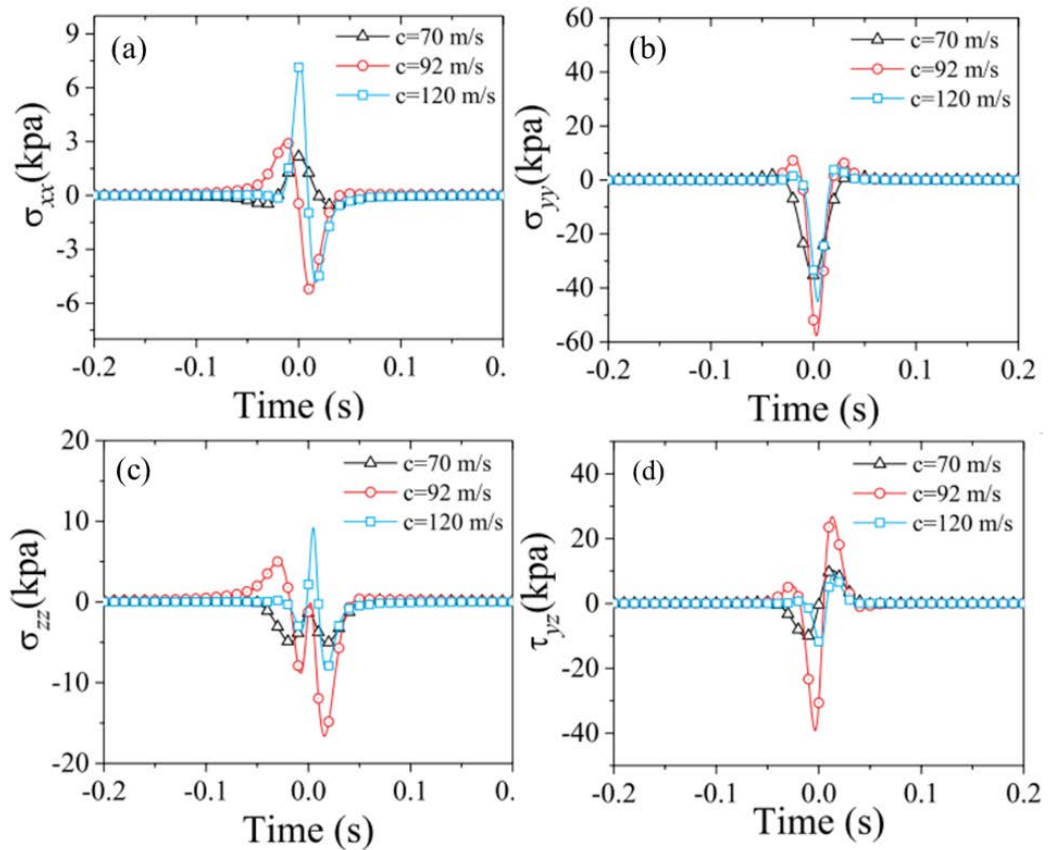 (a)
c=70 m/s
c=92 m/s
c=120 m/s
9
6
3
0
-3
-6
σxx(kpa)
-0.2 -0.1 0.0 0.1 0.
Time (s)
(b)
c=70 m/s
c=92 m/s
c=120 m/s
60
40
20
0
-20
-40
-60
σyy(kpa)
-0.2 -0.1 0.0 0.1 0.2
Time (s)
(c)
c=70 m/s
c=92 m/s
c=120 m/s
20
10
0
-10
-20
σzz(kpa)
-0.2 -0.1 0.0 0.1 0.
Time (s)
(d)
c=70 m/s
c=92 m/s
c=120 m/s
40
20
0
-20
-40
τyz(kpa)
-0.2 -0.1 0.0 0.1 0.2
Time (s)